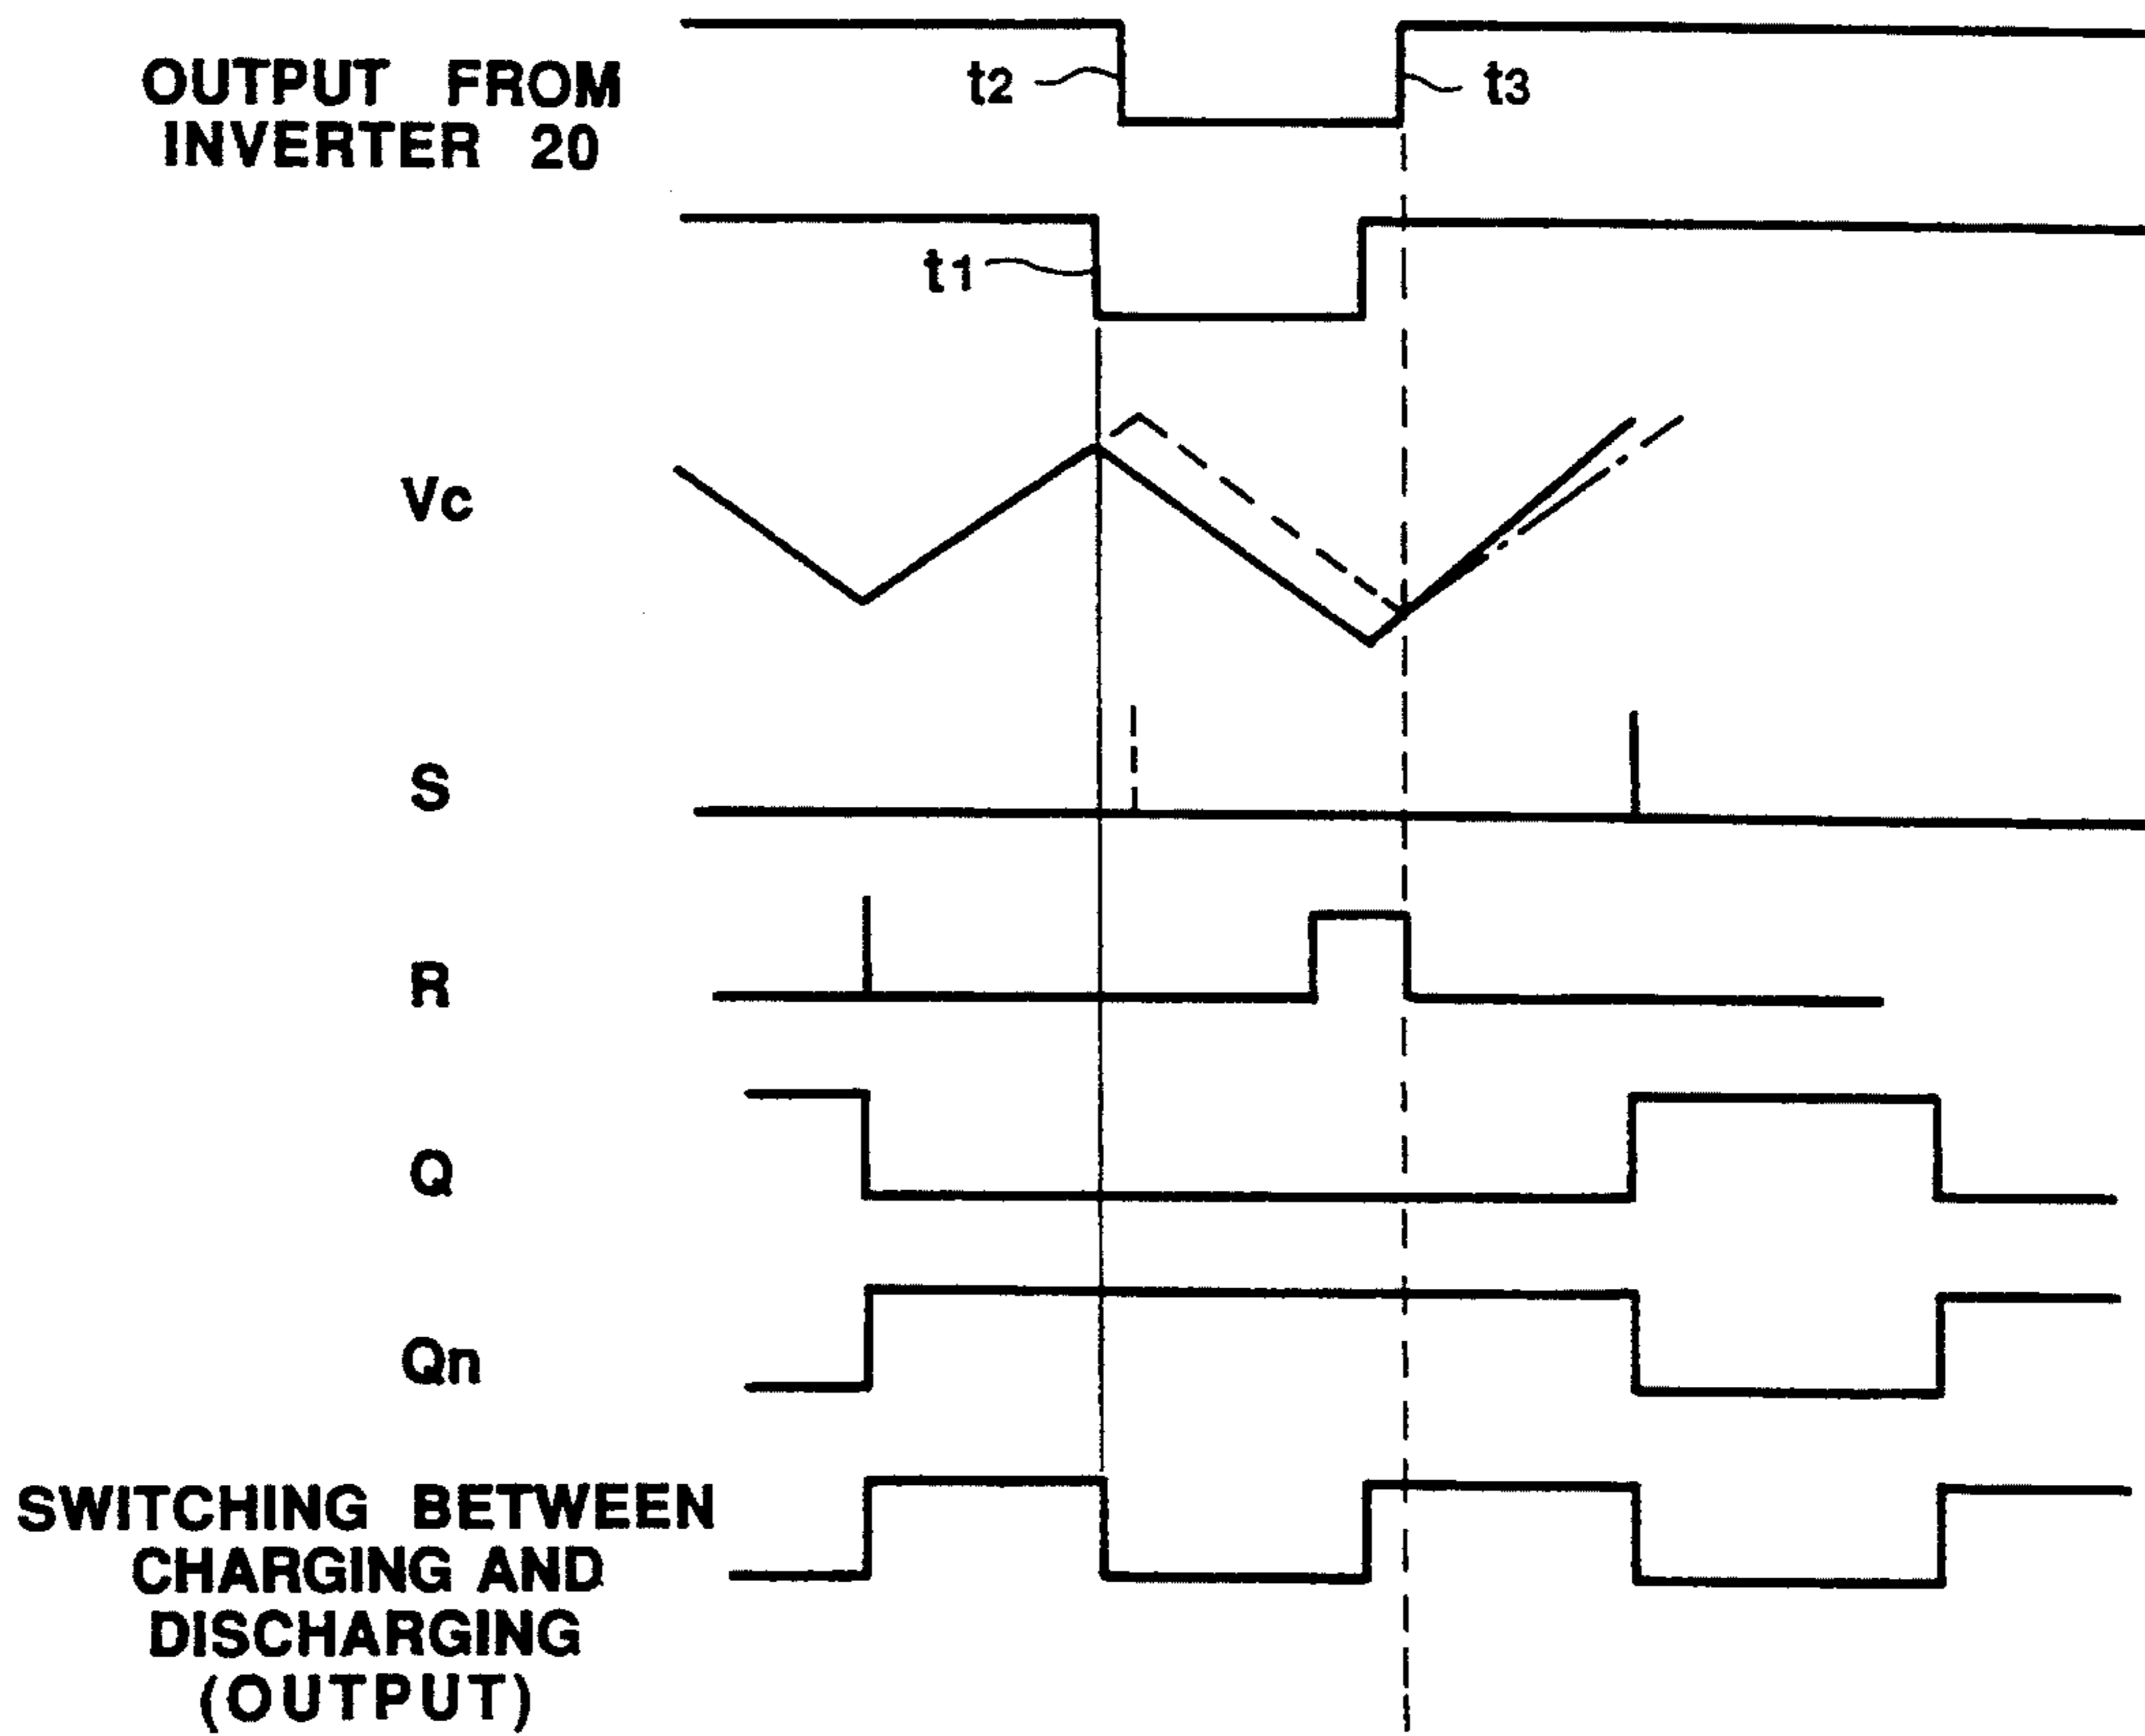 OUTPUT FROM
INVERTER 20
t2
t3
t1
Vc
S
R
Q
Qn
SWITCHING BETWEEN
CHARGING AND
DISCHARGING
(OUTPUT)